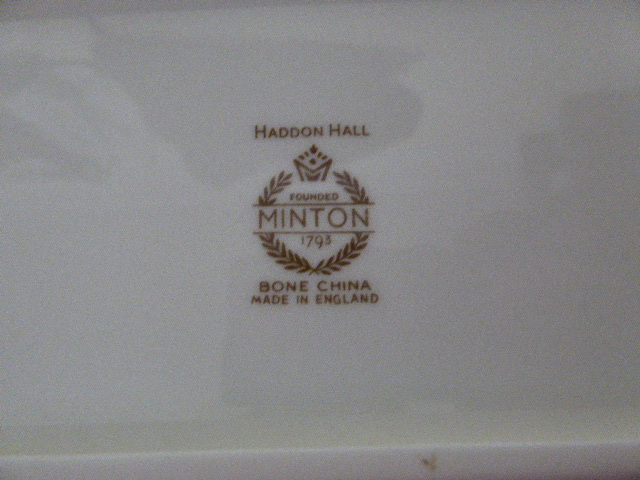 HADDON HALL
FOUNDED
MINTON
1793
BONE CHINA
MADE IN ENGLAND